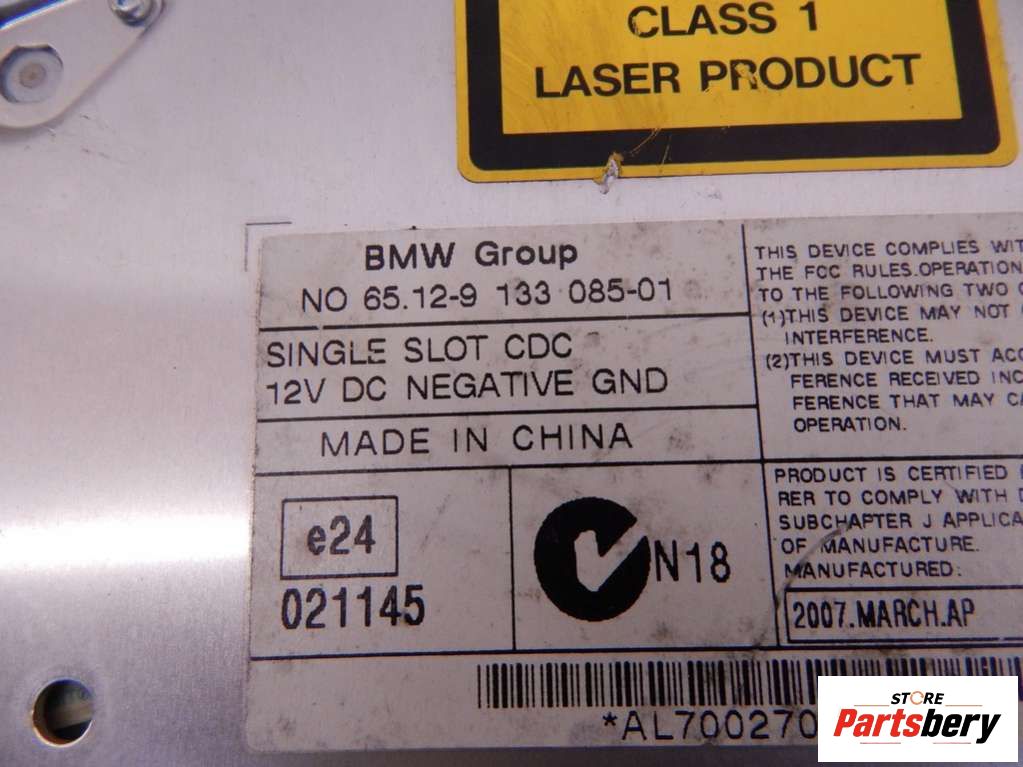 CLASS 1
LASER PRODUCT
BMW Group
NO 65.12-9 133 085-01
SINGLE SLOT CDC
12V DC NEGATIVE GND
MADE IN CHINA
e24
021145
N18
THIS DEVICE COMPLIES WIT
THE FCC RULES.OPERATION
TO THE FOLLOWING TWO
(1)THIS DEVICE MAY NOT
INTERFERENCE.
(2)THIS DEVICE MUST ACC
FERENCE RECEIVED INC
FERENCE THAT MAY CA
OPERATION.
PRODUCT IS CERTIFIED
RER TO COMPLY WITH
SUBCHAPTER J APPLICA
OF MANUFACTURE.
MANUFACTURED:
2007.MARCH.AP
*AL700270
STORE
Partsbery